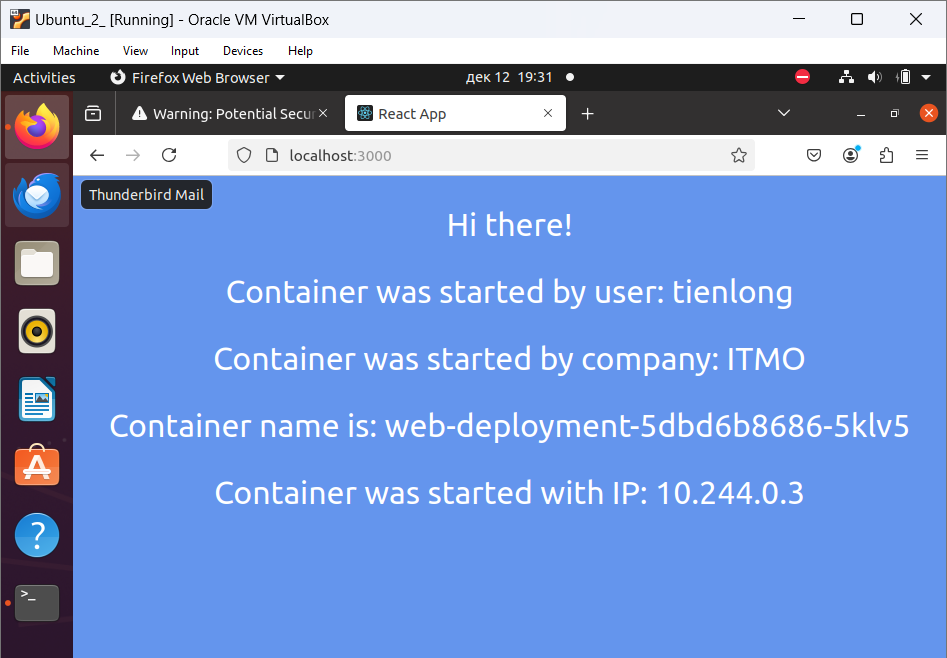 Ubuntu_2_ [Running] - Oracle VM VirtualBox
File Machine View Input Devices Help
Activities Firefox Web Browser дек 12 19:31
Warning: Potential Secur
React App
localhost:3000
Thunderbird Mail
Hi there!
Container was started by user: tienlong
Container was started by company: ITMO
Container name is: web-deployment-5dbd6b8686-5klv5
Container was started with IP: 10.244.0.3